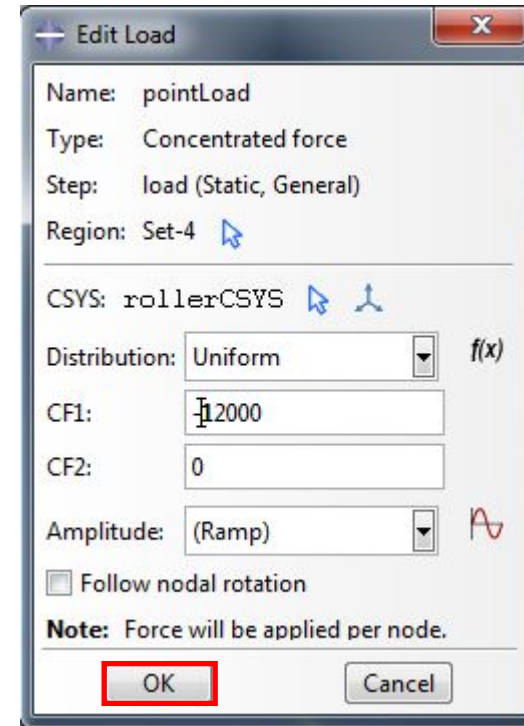 Edit Load
Name: pointLoad
Type: Concentrated force
Step: load (Static, General)
Region: Set-4
CSYS: rollerCSYS
Distribution: Uniform f(x)
CF1: -12000
CF2: 0
Amplitude: (Ramp)
Follow nodal rotation
Note: Force will be applied per node.
OK Cancel